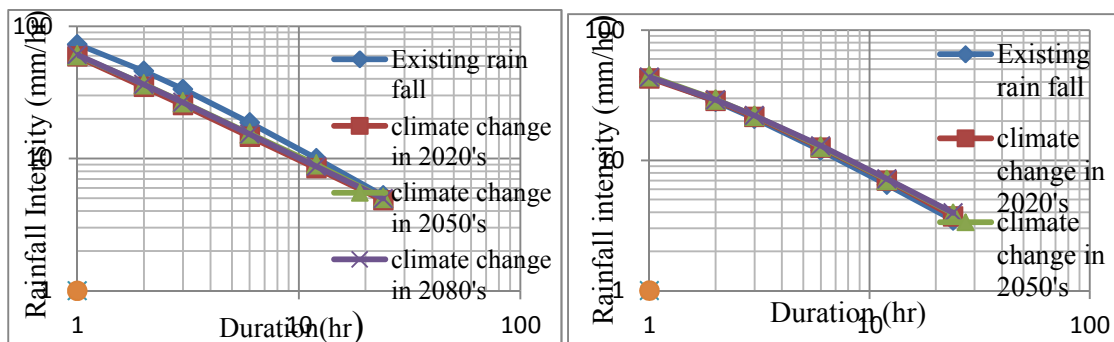 100
10
1
Rainfall Intensity (mm/hr)
Existing rain
fall
climate change
in 2020's
climate change
in 2050's
climate change
in 2080's
1
10
100
Duration(hr)
100
10
1
Rainfall intensity (mm/hr)
Existing
rain fall
climate
change in
2020's
climate
change in
2050's
1
10
100
Duration (hr)